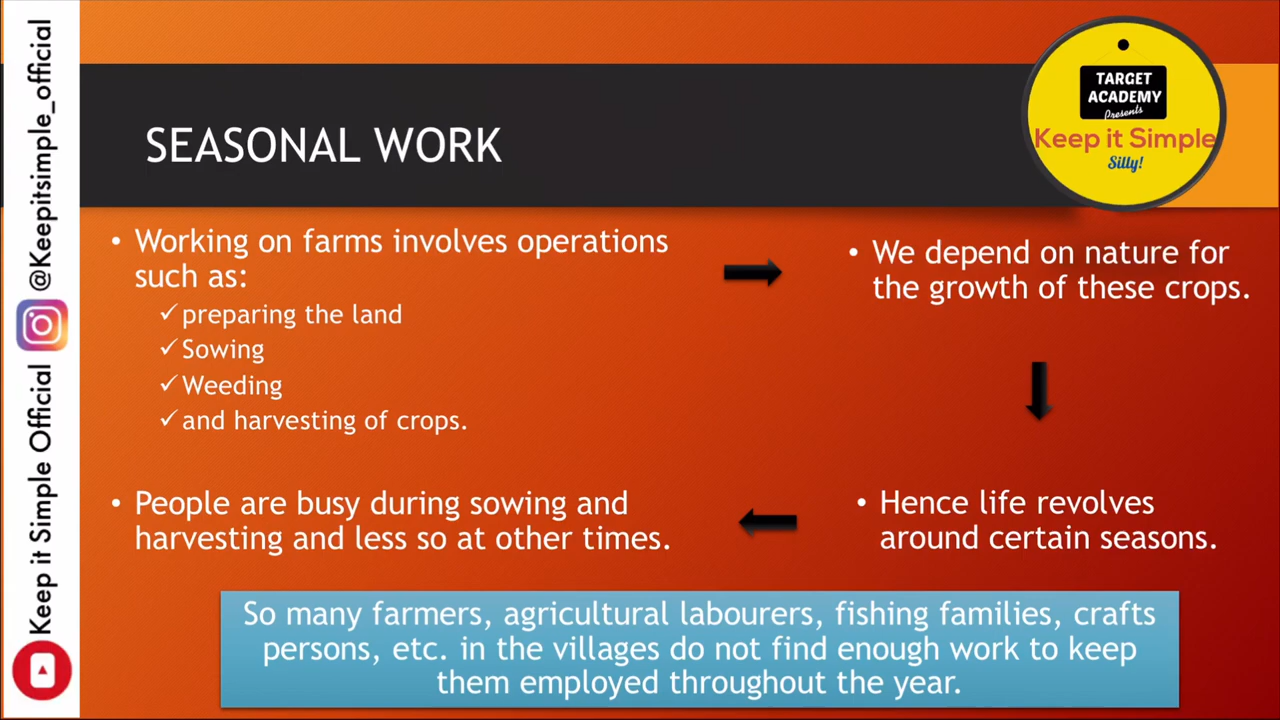 @Keepitsimple_official
Keep it Simple Official
TARGET
ACADEMY
Presents
Keep it Simple
Silly!
SEASONAL WORK
• Working on farms involves operations
such as:
✓ preparing the land
✓ Sowing
✓ Weeding
✓ and harvesting of crops.
• We depend on nature for
the growth of these crops.
• Hence life revolves
around certain seasons.
• People are busy during sowing and
harvesting and less so at other times.
So many farmers, agricultural labourers, fishing families, crafts
persons, etc. in the villages do not find enough work to keep
them employed throughout the year.